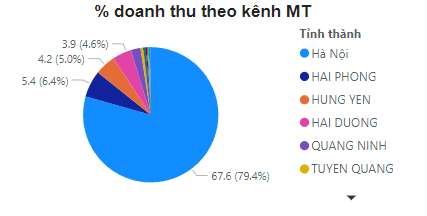 % doanh thu theo kênh MT
3.9 (4.6%)
4.2 (5.0%)
5.4 (6.4%)
67.6 (79.4%)
Tỉnh thành
Hà Nội
HAI PHONG
HUNG YEN
HAI DUONG
QUANG NINH
TUYEN QUANG